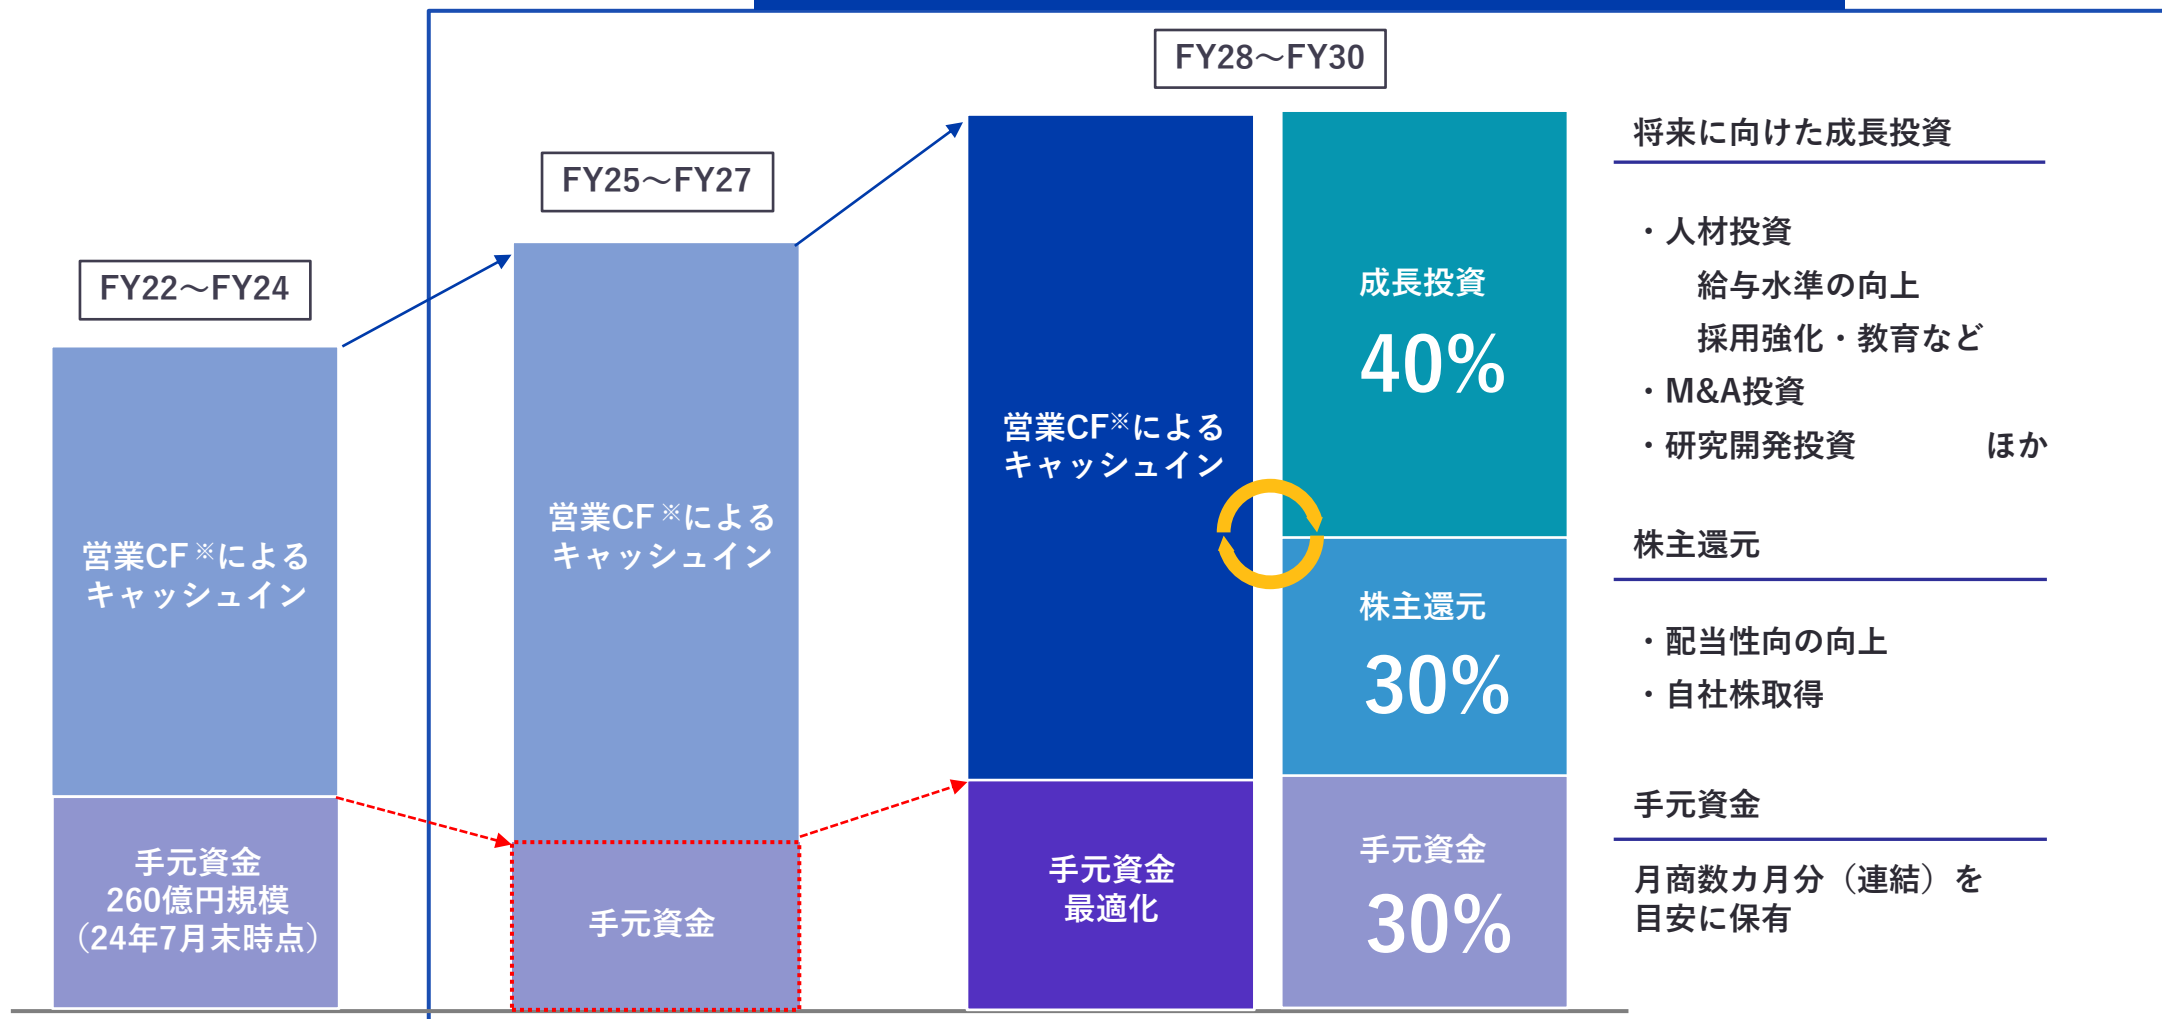 FY22～FY24
営業CF※による
キャッシュイン
手元資金
260億円規模
（24年7月末時点）
FY25～FY27
営業CF※による
キャッシュイン
手元資金
FY28～FY30
営業CF※による
キャッシュイン
手元資金
最適化
成長投資
40%
株主還元
30%
手元資金
30%
将来に向けた成長投資
・人材投資
給与水準の向上
採用強化・教育など
・M&A投資
・研究開発投資　ほか
株主還元
・配当性向の向上
・自社株取得
手元資金
月商数カ月分（連結）を
目安に保有